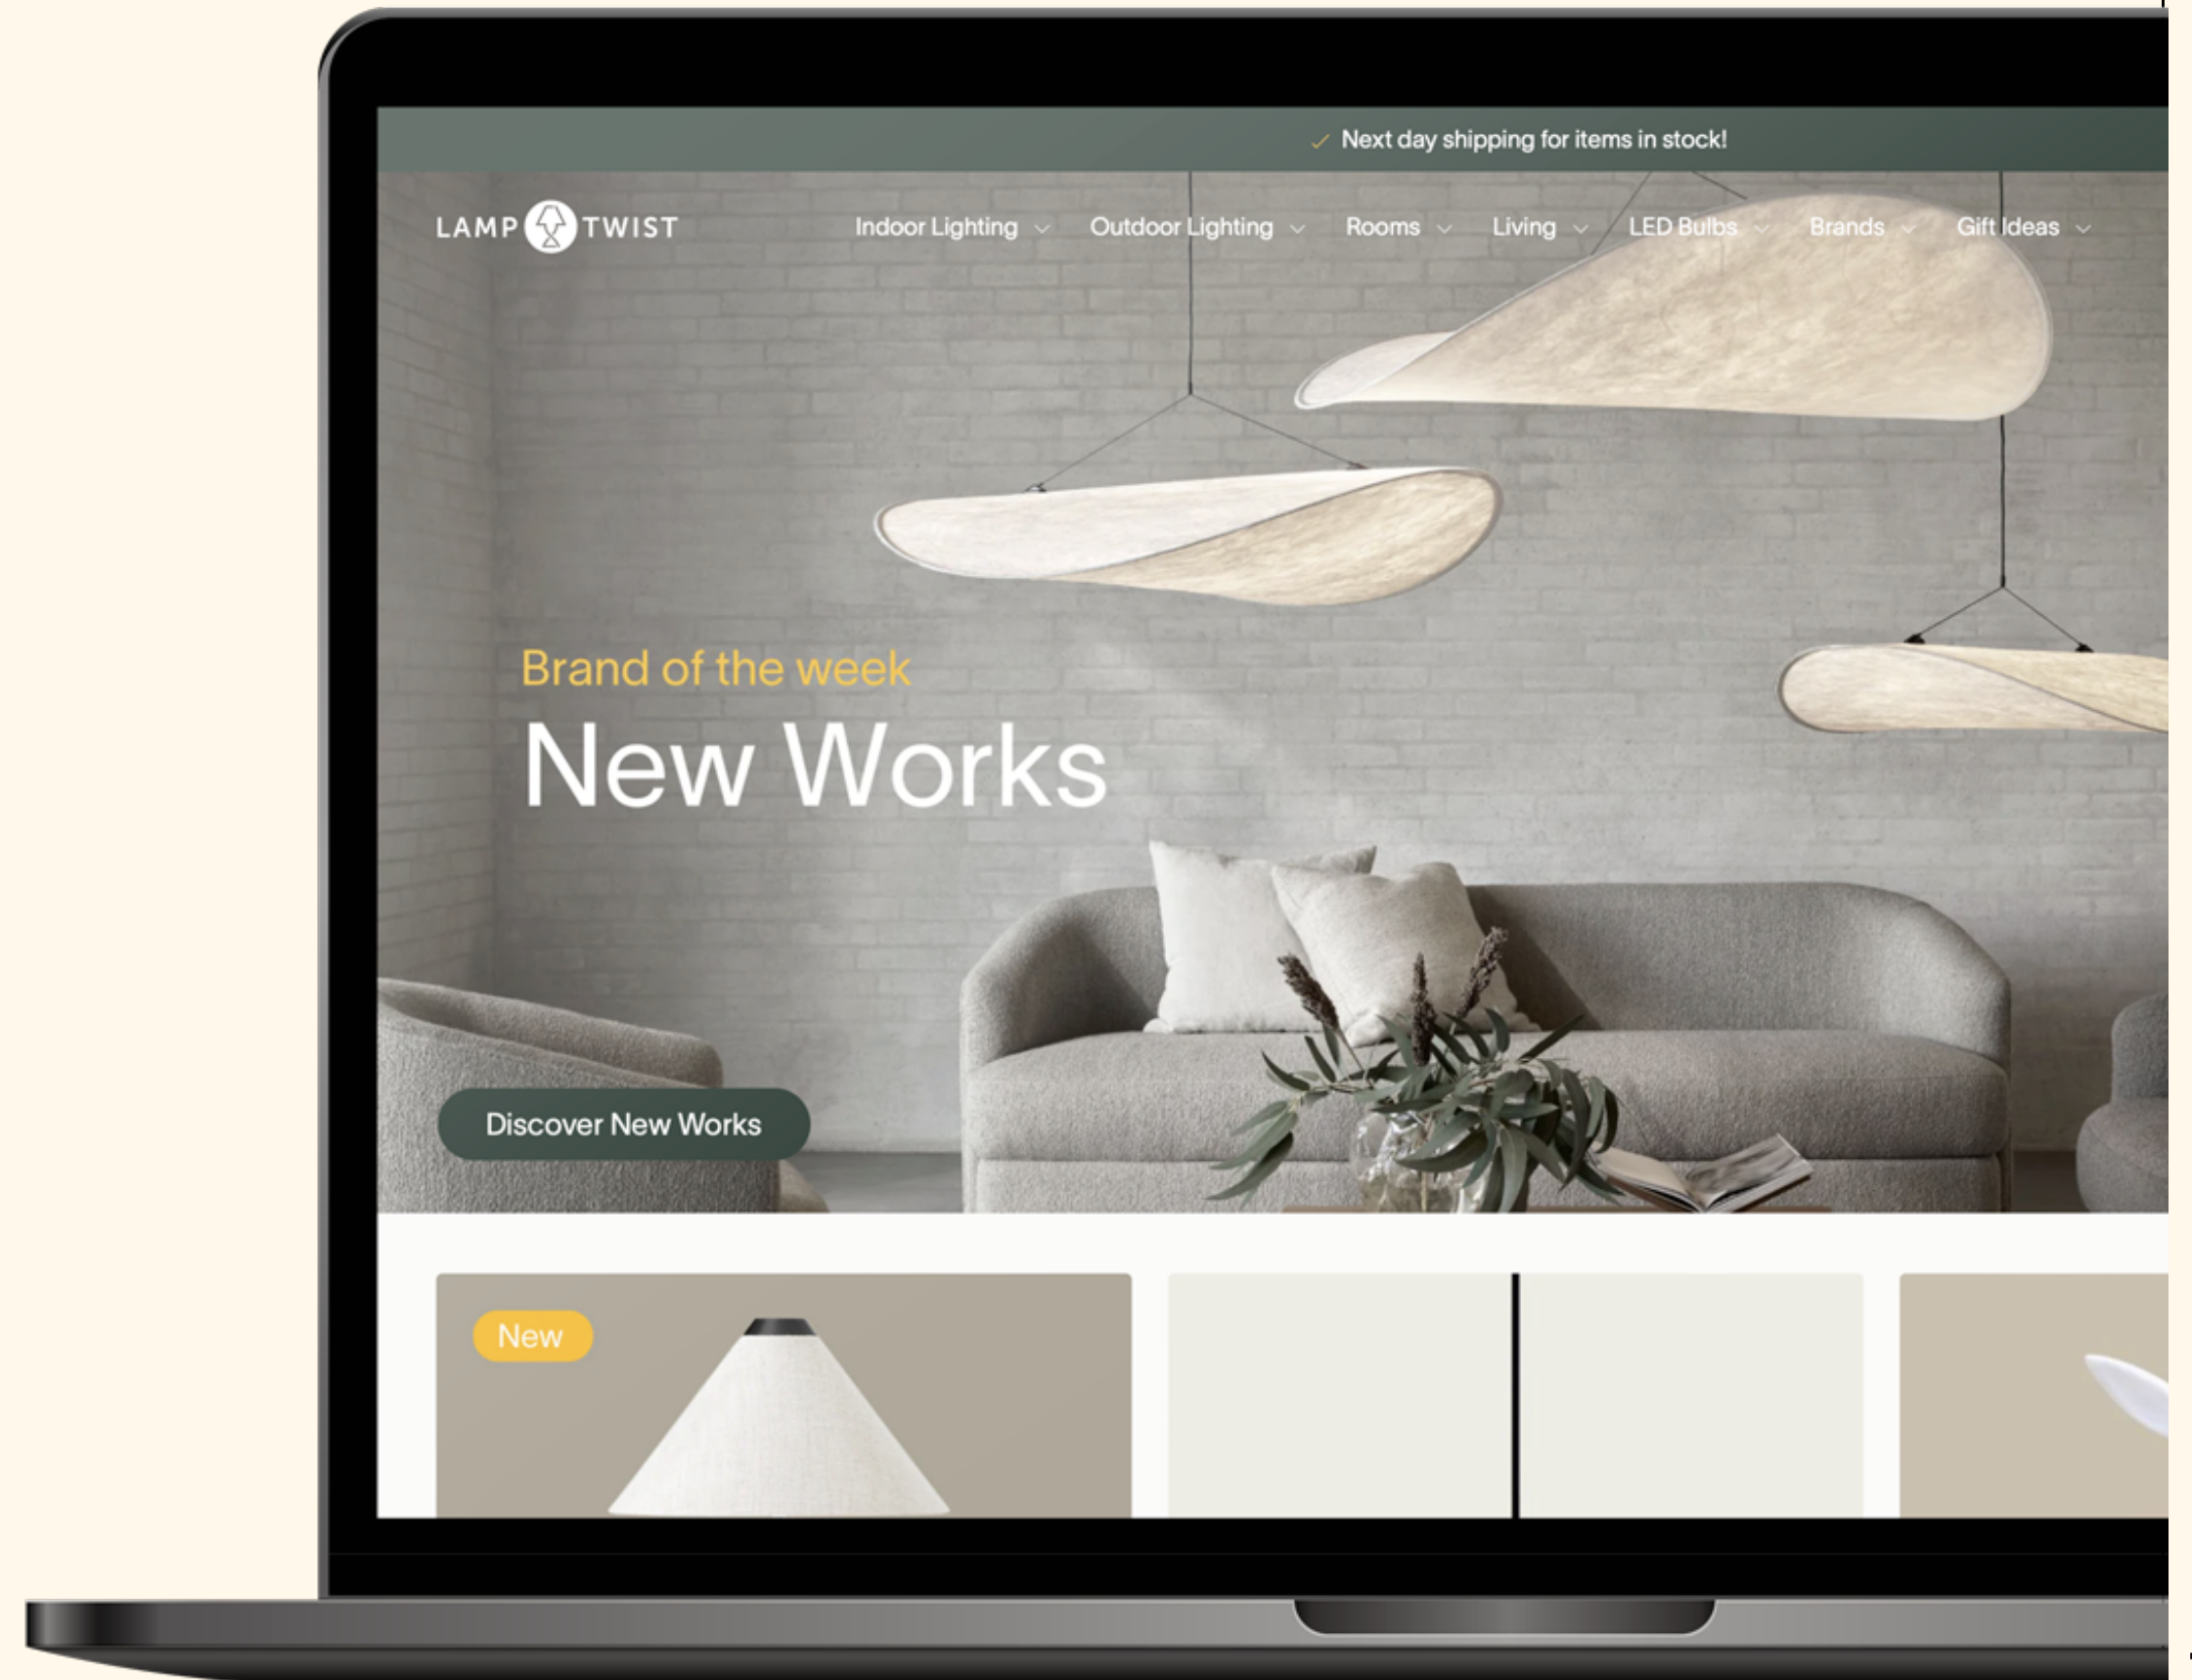 Next day shipping for items in stock!
LAMP TWIST
Indoor Lighting Outdoor Lighting Rooms Living LED Bulbs Brands Gift Ideas
Brand of the week
New Works
Discover New Works
New